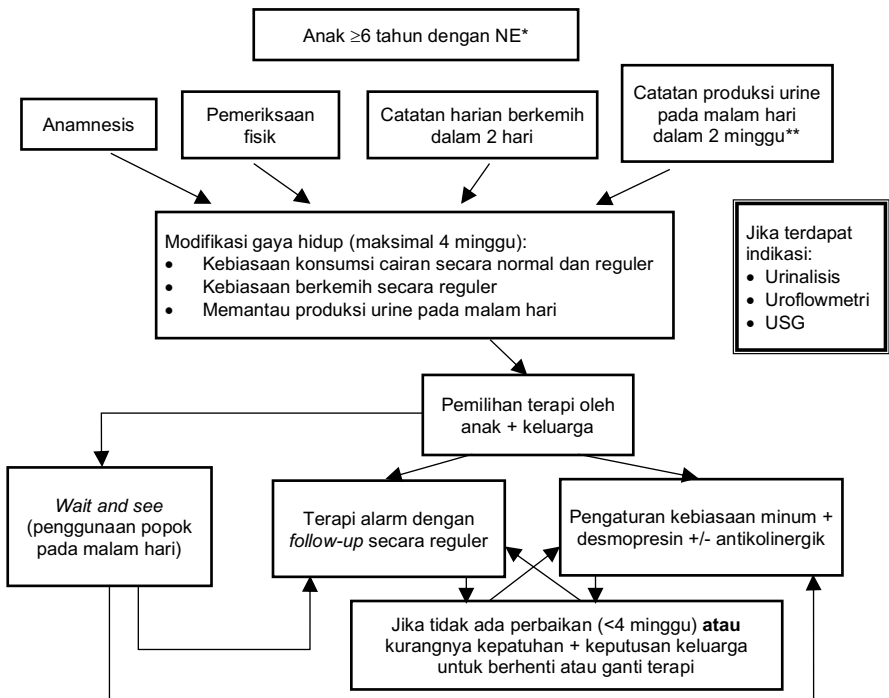 Anak ≥6 tahun dengan NE*
Anamnesis
Pemeriksaan
fisik
Catatan harian berkemih
dalam 2 hari
Catatan produksi urine
pada malam hari
dalam 2 minggu**
Modifikasi gaya hidup (maksimal 4 minggu):
• Kebiasaan konsumsi cairan secara normal dan reguler
• Kebiasaan berkemih secara reguler
• Memantau produksi urine pada malam hari
Jika terdapat
indikasi:
• Urinalisis
• Uroflowmetri
• USG
Pemilihan terapi oleh
anak + keluarga
Wait and see
(penggunaan popok
pada malam hari)
Terapi alarm dengan
follow-up secara reguler
Pengaturan kebiasaan minum +
desmopresin +/- antikolinergik
Jika tidak ada perbaikan (<4 minggu) atau
kurangnya kepatuhan + keputusan keluarga
untuk berhenti atau ganti terapi